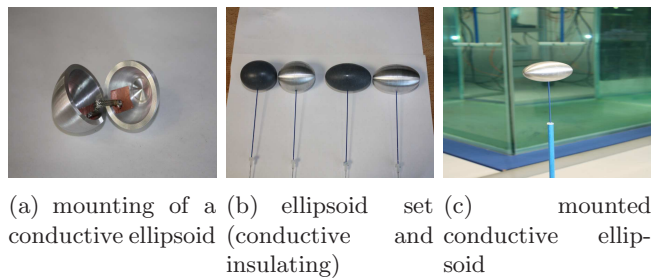 (a) mounting of a
conductive ellipsoid
(b) ellipsoid set
(conductive and
insulating)
(c) mounted
conductive ellip-
soid